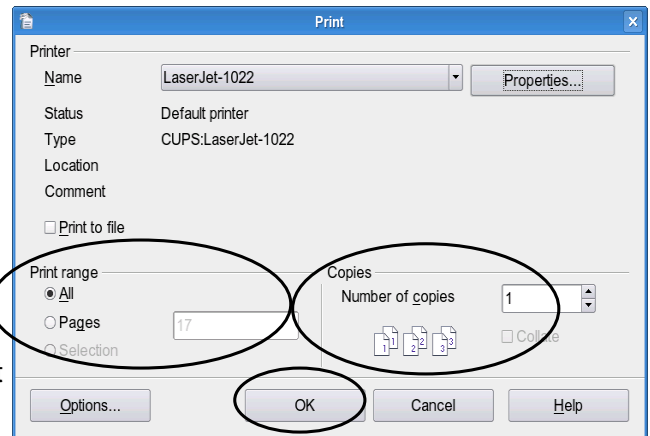 Print
Printer
Name LaserJet-1022 Properties...
Status Default printer
Type CUPS:LaserJet-1022
Location
Comment
Print to file
Print range Copies
All Number of copies 1
Pages 17
1 1 2 2 3 3 Collate
Selection
Options... OK Cancel Help